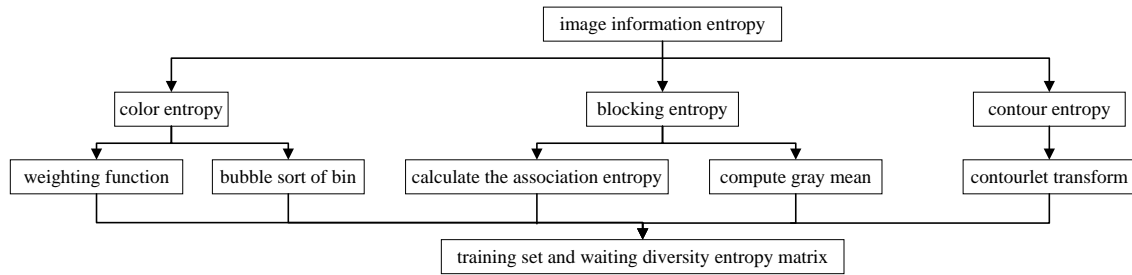 image information entropy
color entropy
blocking entropy
contour entropy
weighting function
bubble sort of bin
calculate the association entropy
compute gray mean
contourlet transform
training set and waiting diversity entropy matrix